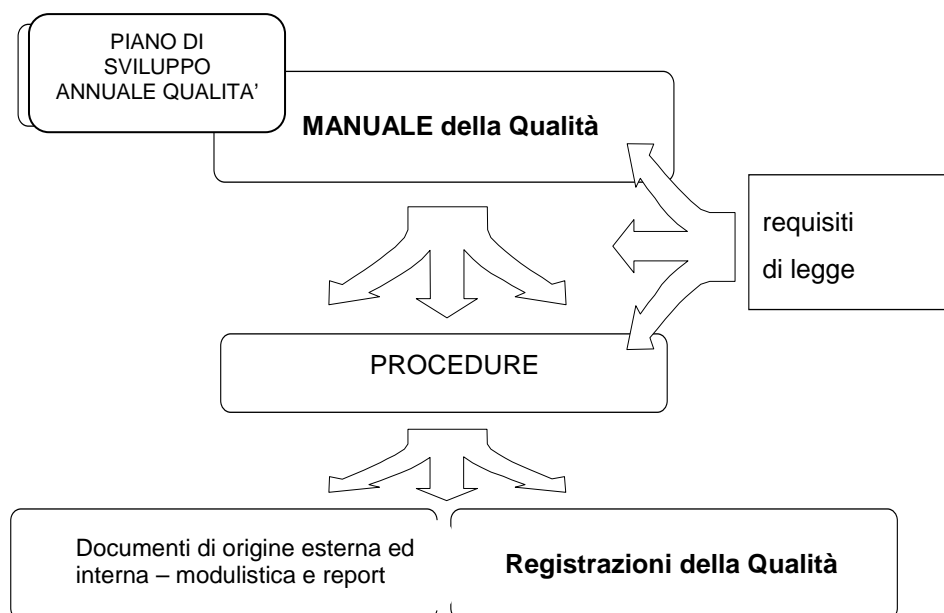 PIANO DI
SVILUPPO
ANNUALE QUALITA’
MANUALE della Qualità
requisiti
di legge
PROCEDURE
Documenti di origine esterna ed
interna – modulistica e report
Registrazioni della Qualità